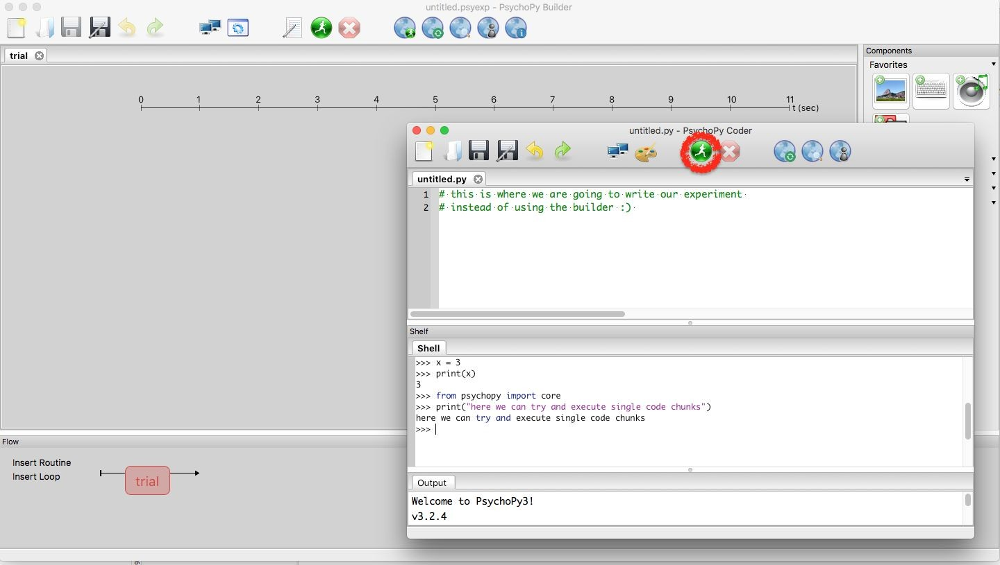 untitled.psyexp - PsychoPy Builder
trial
Components
Favorites
0 1 2 3 4 5 6 7 8 9 10 11
t (sec)
untitled.py - PsychoPy Coder
untitled.py
1 # this is where we are going to write our experiment
2 # instead of using the builder :)
Shelf
Shell
>>> x = 3
>>> print(x)
3
>>> from psychopy import core
>>> print("here we can try and execute single code chunks")
here we can try and execute single code chunks
>>>
Flow
Insert Routine
Insert Loop
trial
Output
Welcome to PsychoPy3!
v3.2.4